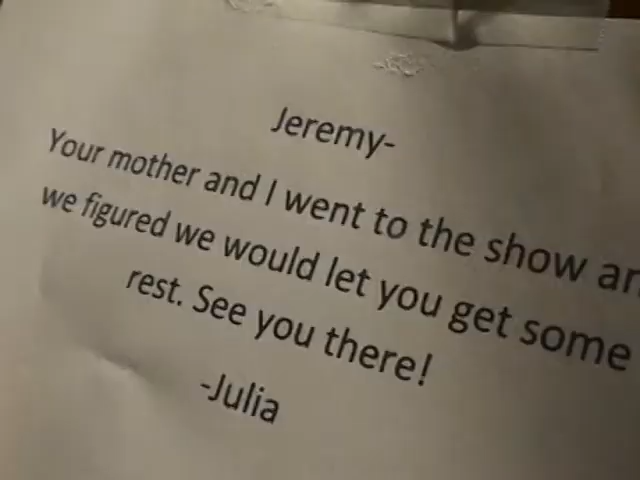 Jeremy-
Your mother and I went to the show
we figured we would let you get some
rest. See you there!
-Julia